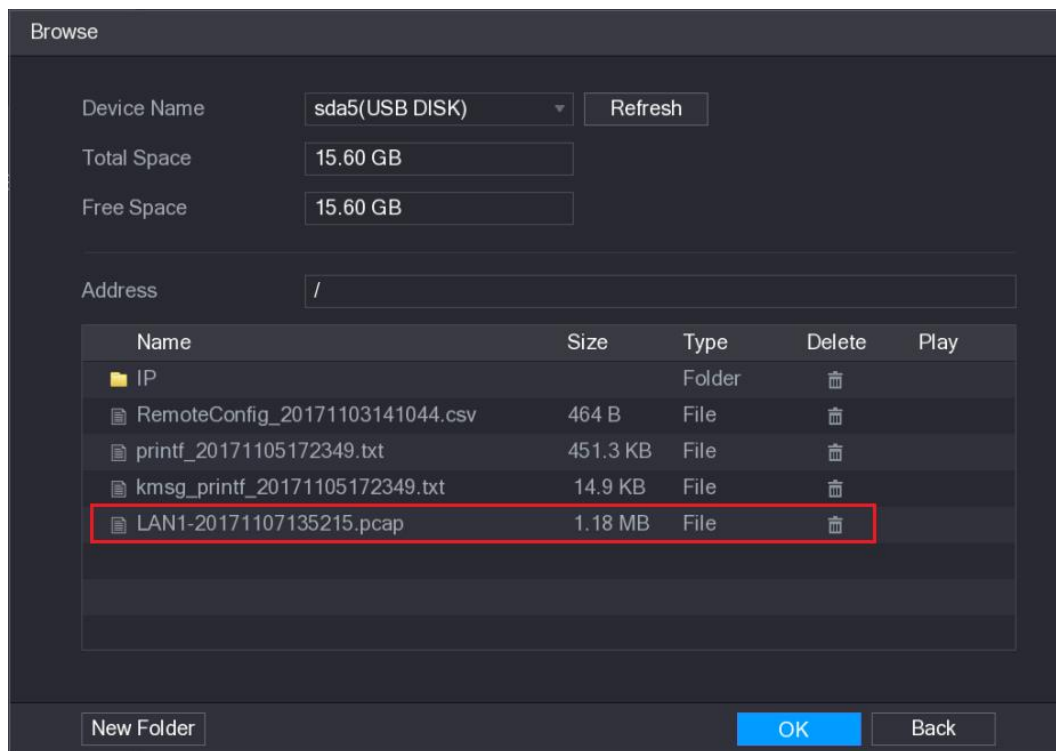 Browse
Device Name sda5(USB DISK) Refresh
Total Space 15.60 GB
Free Space 15.60 GB
Address /
Name Size Type Delete Play
IP Folder
RemoteConfig_20171103141044.csv 464 B File
printf_20171105172349.txt 451.3 KB File
kmsg_printf_20171105172349.txt 14.9 KB File
LAN1-20171107135215.pcap 1.18 MB File
New Folder OK Back